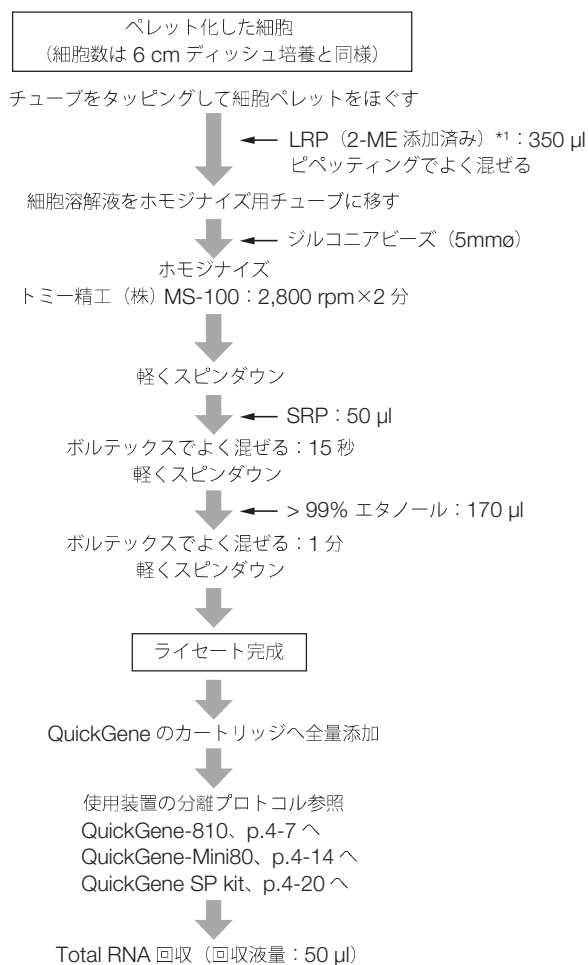 ペレット化した細胞
（細胞数は 6 cm ディッシュ培養と同様）
チューブをタッピングして細胞ペレットをほぐす
LRP（2-ME 添加済み）*1：350 μl
ピペッティングでよく混ぜる
細胞溶解液をホモジナイズ用チューブに移す
ジルコニアビーズ（5mmø）
ホモジナイズ
トミー精工（株）MS-100：2,800 rpm×2 分
軽くスピンダウン
SRP：50 μl
ボルテックスでよく混ぜる：15 秒
軽くスピンダウン
> 99% エタノール：170 μl
ボルテックスでよく混ぜる：1 分
軽くスピンダウン
ライセート完成
QuickGene のカートリッジへ全量添加
使用装置の分離プロトコル参照
QuickGene-810、p.4-7 へ
QuickGene-Mini80、p.4-14 へ
QuickGene SP kit、p.4-20 へ
Total RNA 回収（回収液量：50 μl）